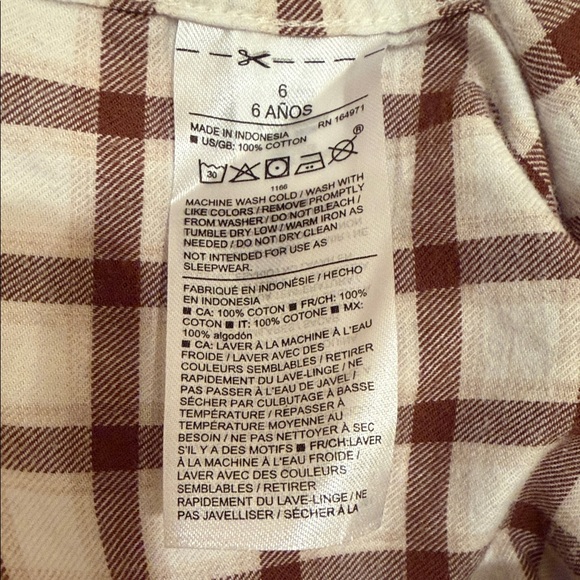 6
6 AÑOS
MADE IN INDONESIA RN 164971
■ US/GB: 100% COTTON
30
1166
MACHINE WASH COLD / WASH WITH
LIKE COLORS / REMOVE PROMPTLY
FROM WASHER / DO NOT BLEACH /
TUMBLE DRY LOW / WARM IRON AS
NEEDED / DO NOT DRY CLEAN
NOT INTENDED FOR USE AS
SLEEPWEAR.
FABRIQUÉ EN INDONÉSIE / HECHO
EN INDONESIA
■ CA: 100% COTON ■ FR/CH: 100%
COTON ■ IT: 100% COTONE ■ MX:
100% algodón
■ CA: LAVER À LA MACHINE À L'EAU
FROIDE / LAVER AVEC DES
COULEURS SEMBLABLES / RETIRER
RAPIDEMENT DU LAVE-LINGE / NE
PAS PASSER À L'EAU DE JAVEL /
SÉCHER PAR CULBUTAGE À BASSE
TEMPÉRATURE / REPASSER À
TEMPÉRATURE MOYENNE AU
BESOIN / NE PAS NETTOYER À SEC
S'IL Y A DES MOTIFS ■ FR/CH:LAVER
À LA MACHINE À L'EAU FROIDE /
LAVER AVEC DES COULEURS
SEMBLABLES / RETIRER
RAPIDEMENT DU LAVE-LINGE / NE
PAS JAVELLISER / SÉCHER À LA